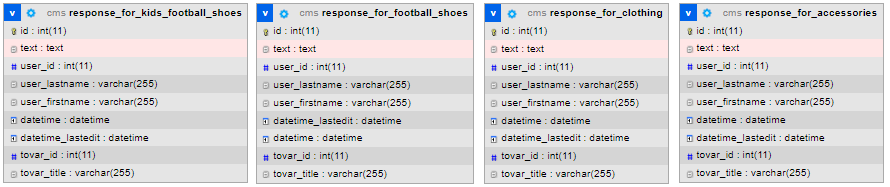 v cms response_for_kids_football_shoes
id : int(11)
text : text
# user_id : int(11)
user_lastname : varchar(255)
user_firstname : varchar(255)
datetime : datetime
datetime_lastedit : datetime
# tovar_id : int(11)
tovar_title : varchar(255)
v cms response_for_football_shoes
id : int(11)
text : text
# user_id : int(11)
user_lastname : varchar(255)
user_firstname : varchar(255)
datetime_lastedit : datetime
datetime_lastedit : datetime
# tovar_id : int(11)
tovar_title : varchar(255)
v cms response_for_clothing
id : int(11)
text : text
# user_id : int(11)
user_lastname : varchar(255)
user_firstname : varchar(255)
datetime_lastedit : datetime
datetime_lastedit : datetime
# tovar_id : int(11)
tovar_title : varchar(255)
v cms response_for_accessories
id : int(11)
text : text
# user_id : int(11)
user_lastname : varchar(255)
user_firstname : varchar(255)
datetime : datetime
datetime_lastedit : datetime
# tovar_id : int(11)
tovar_title : varchar(255)